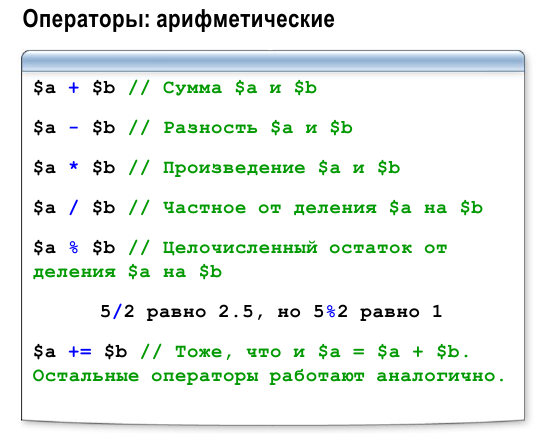 Операторы: арифметические
$a + $b // Сумма $a и $b
$a - $b // Разность $a и $b
$a * $b // Произведение $a и $b
$a / $b // Частное от деления $a на $b
$a % $b // Целочисленный остаток от
деления $a на $b
5/2 равно 2.5, но 5%2 равно 1
$a += $b // Тоже, что и $a = $a + $b.
Остальные операторы работают аналогично.